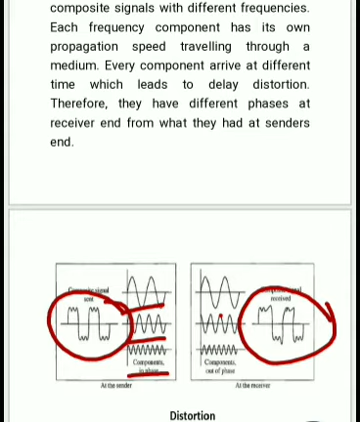 composite signals with different frequencies.
Each frequency component has its own
propagation speed travelling through a
medium. Every component arrive at different
time which leads to delay distortion.
Therefore, they have different phases at
receiver end from what they had at senders
end.
Composite signal
sent
received
Components,
in phase
Components,
out of phase
At the sender
At the receiver
Distortion